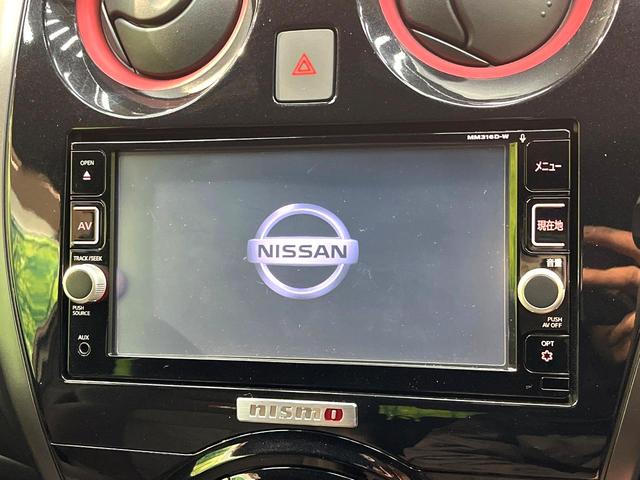 MM316D-W
OPEN
メニュー
AV
現在地
NISSAN
TRACK/SEEK
音量
PUSH
SOURCE
PUSH
AV OFF
AUX
OPT
nismo